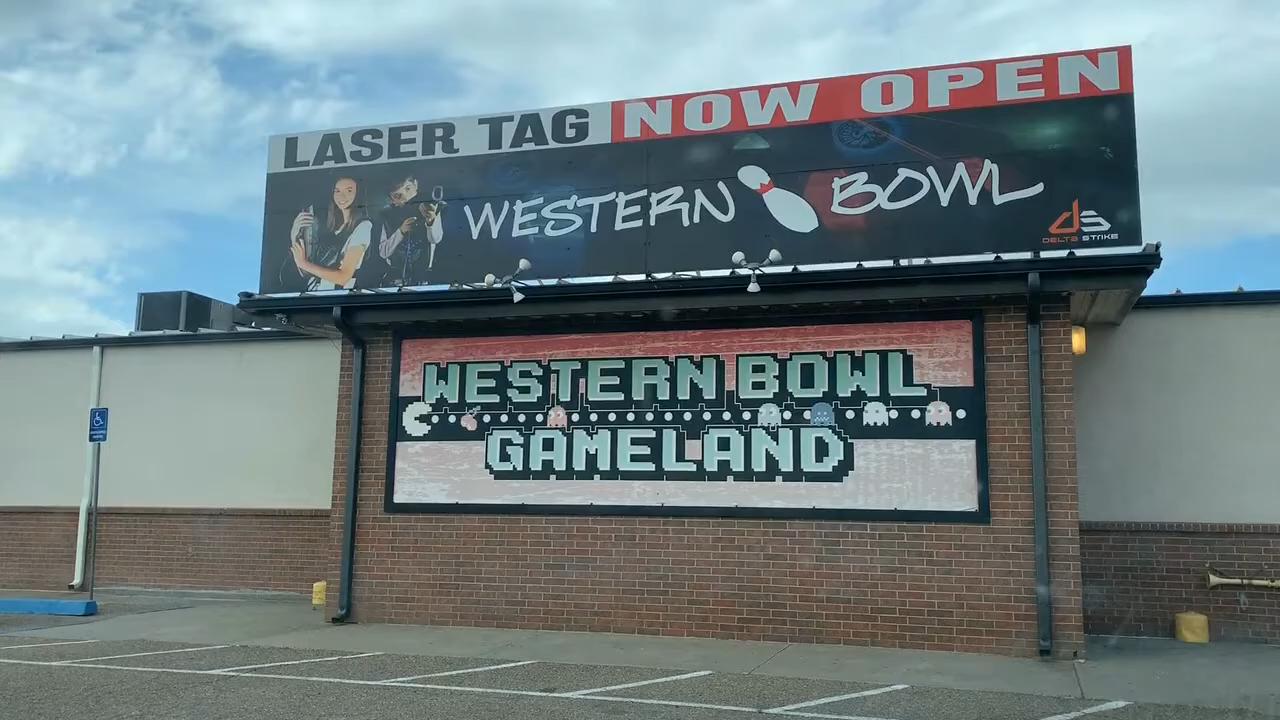 LASER TAG NOW OPEN
WESTERN BOWL
DELTA STRIKE
WESTERN BOWL
GAMELAND